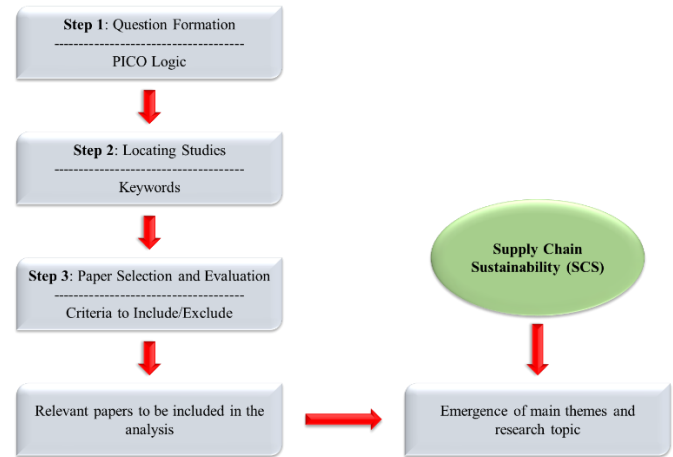 Step 1: Question Formation
---------------------------------------
PICO Logic
Step 2: Locating Studies
---------------------------------------
Keywords
Step 3: Paper Selection and Evaluation
---------------------------------------
Criteria to Include/Exclude
Relevant papers to be included in the
analysis
Supply Chain
Sustainability (SCS)
Emergence of main themes and
research topic